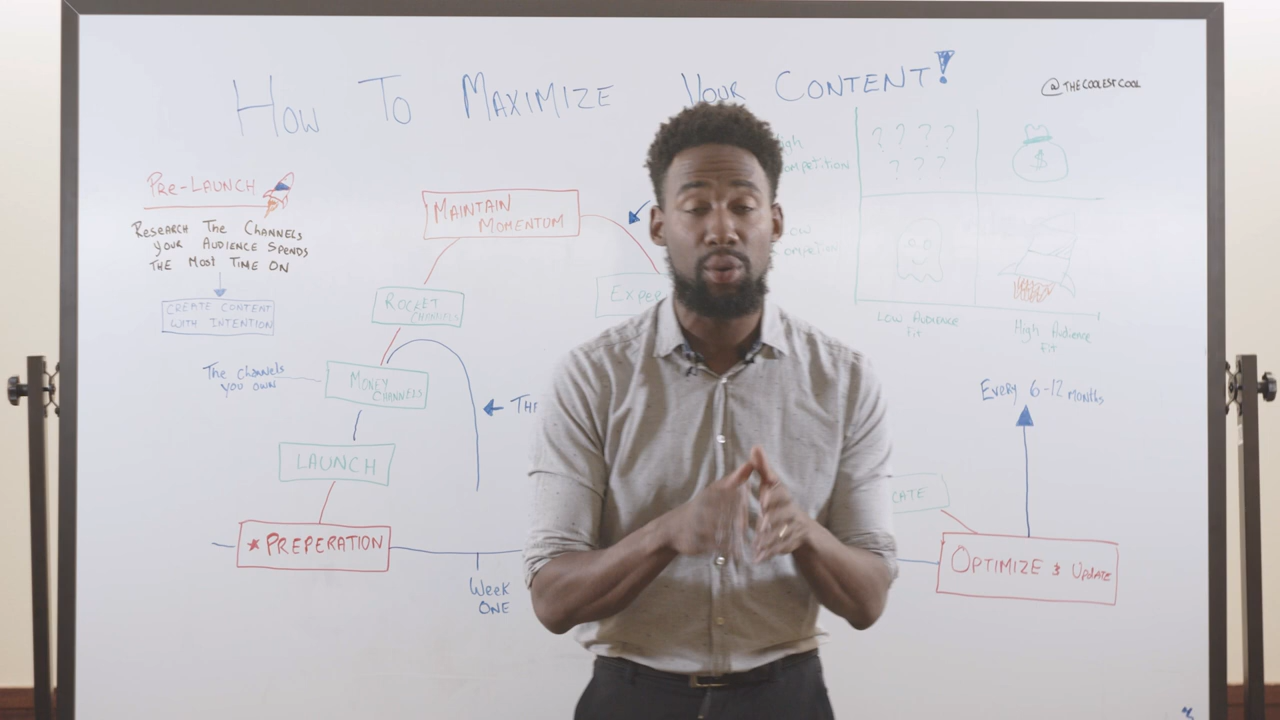 HOW TO MAXIMIZE YOUR CONTENT!
@THECOOLESTCOOL
PRE-LAUNCH
RESEARCH THE CHANNELS
YOUR AUDIENCE SPENDS
THE MOST TIME ON
CREATE CONTENT
WITH INTENTION
The Channels
you own
MAINTAIN
MOMENTOM
ROCKET
CHANNELS
MONEY
CHANNELS
LAUNCH
★ PREPERATION
Week
ONE
? ? ? ?
? ? ?
$
LOW AUDIENCE
Fit
High Audience
Fit
Every 6-12 MONTHS
OPTIMIZE & UPDATE